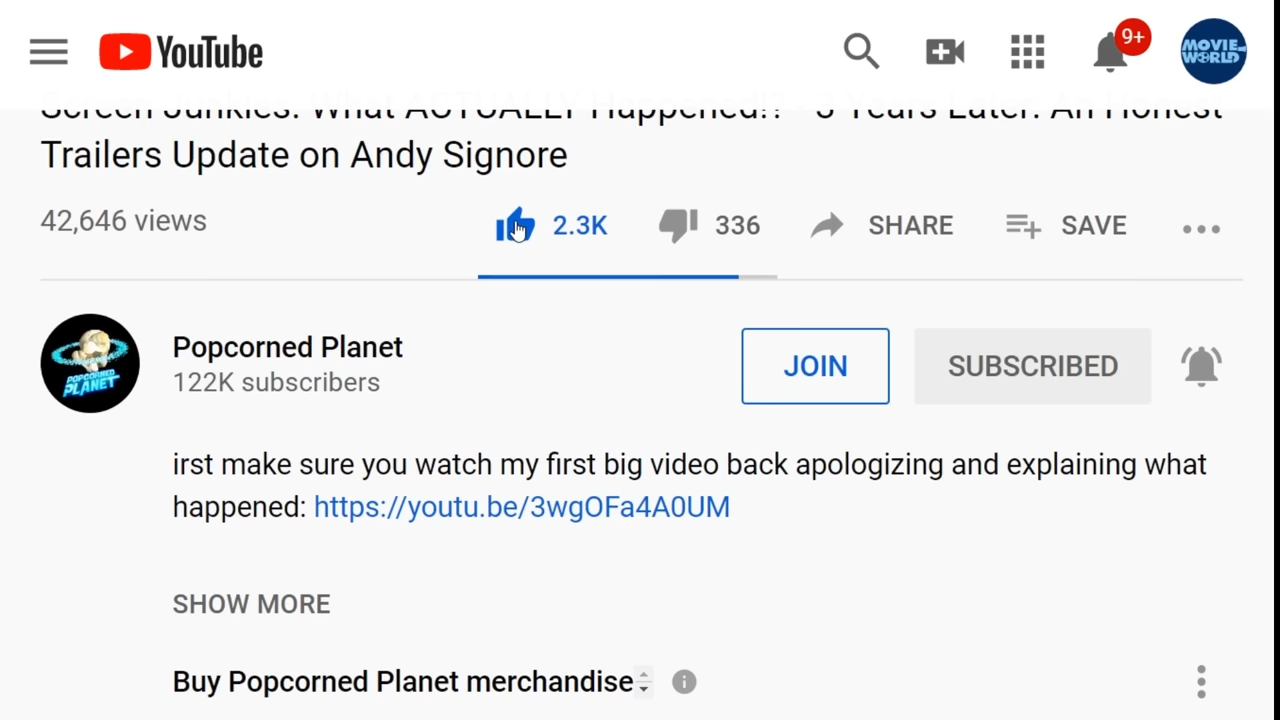 YouTube
9+
MOVIE
WORLD
Screen Junkies: What ACTUALLY Happened!? - 3 Years Later: An Honest
Trailers Update on Andy Signore
42,646 views
2.3K
336
SHARE
SAVE
Popcorned Planet
122K subscribers
POPCORNED
PLANET
JOIN
SUBSCRIBED
irst make sure you watch my first big video back apologizing and explaining what
happened: https://youtu.be/3wgOFa4A0UM
SHOW MORE
Buy Popcorned Planet merchandise